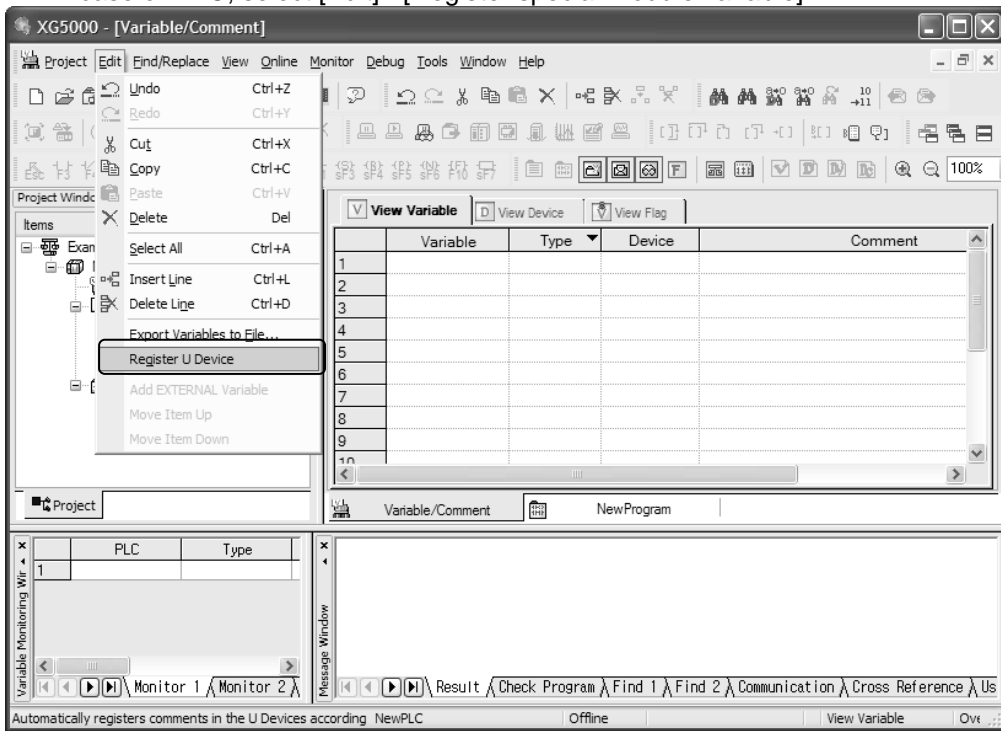 XG5000 - [Variable/Comment]
Project Edit Find/Replace View Online Monitor Debug Tools Window Help
Undo Ctrl+Z
Redo Ctrl+Y
Cut Ctrl+X
Copy Ctrl+C
Paste Ctrl+V
Delete Del
Select All Ctrl+A
Insert Line Ctrl+L
Delete Line Ctrl+D
Export Variables to File...
Register U Device
Add EXTERNAL Variable
Move Item Up
Move Item Down
100%
Items
View Variable View Device View Flag
Variable Type Device Comment
1
2
3
4
5
6
7
8
9
10
Project
Variable/Comment NewProgram
PLC Type
1
Message Window
Monitor 1 Monitor 2
Result Check Program Find 1 Find 2 Communication Cross Reference Us
Automatically registers comments in the U Devices according NewPLC Offline View Variable